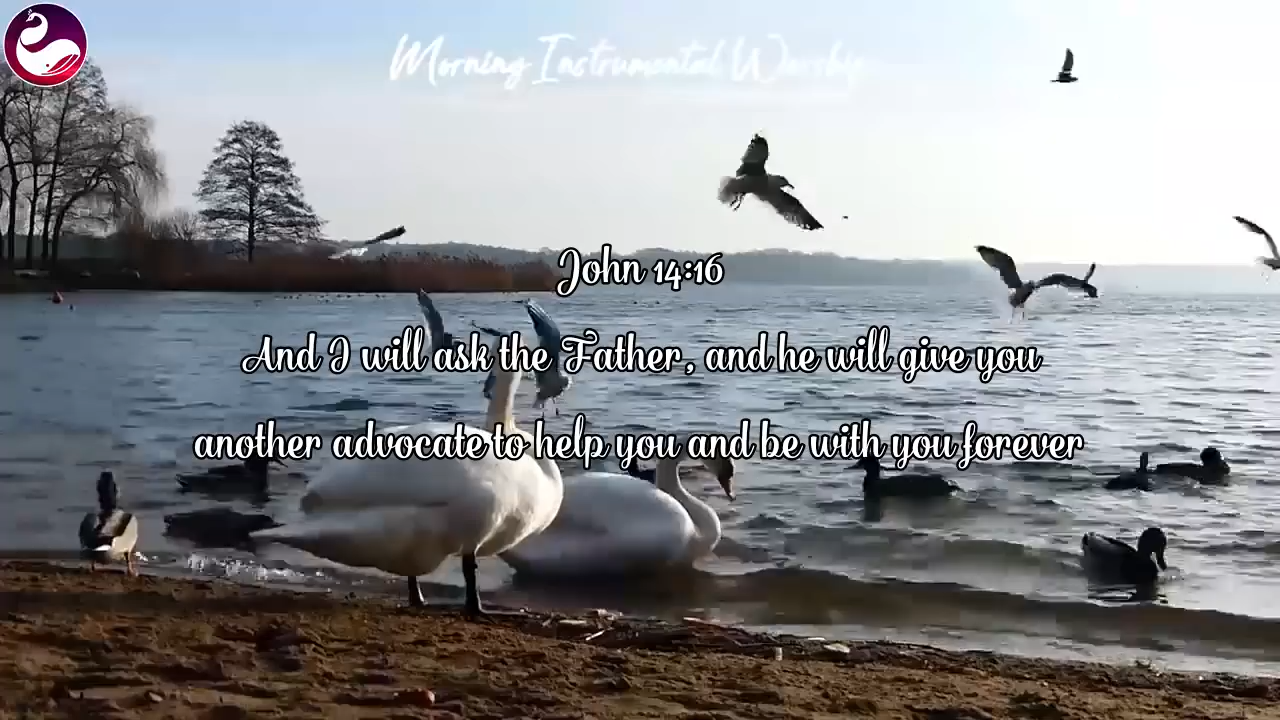 Morning Instrumental Worship
John 14:16
And I will ask the Father, and he will give you
another advocate to help you and be with you forever